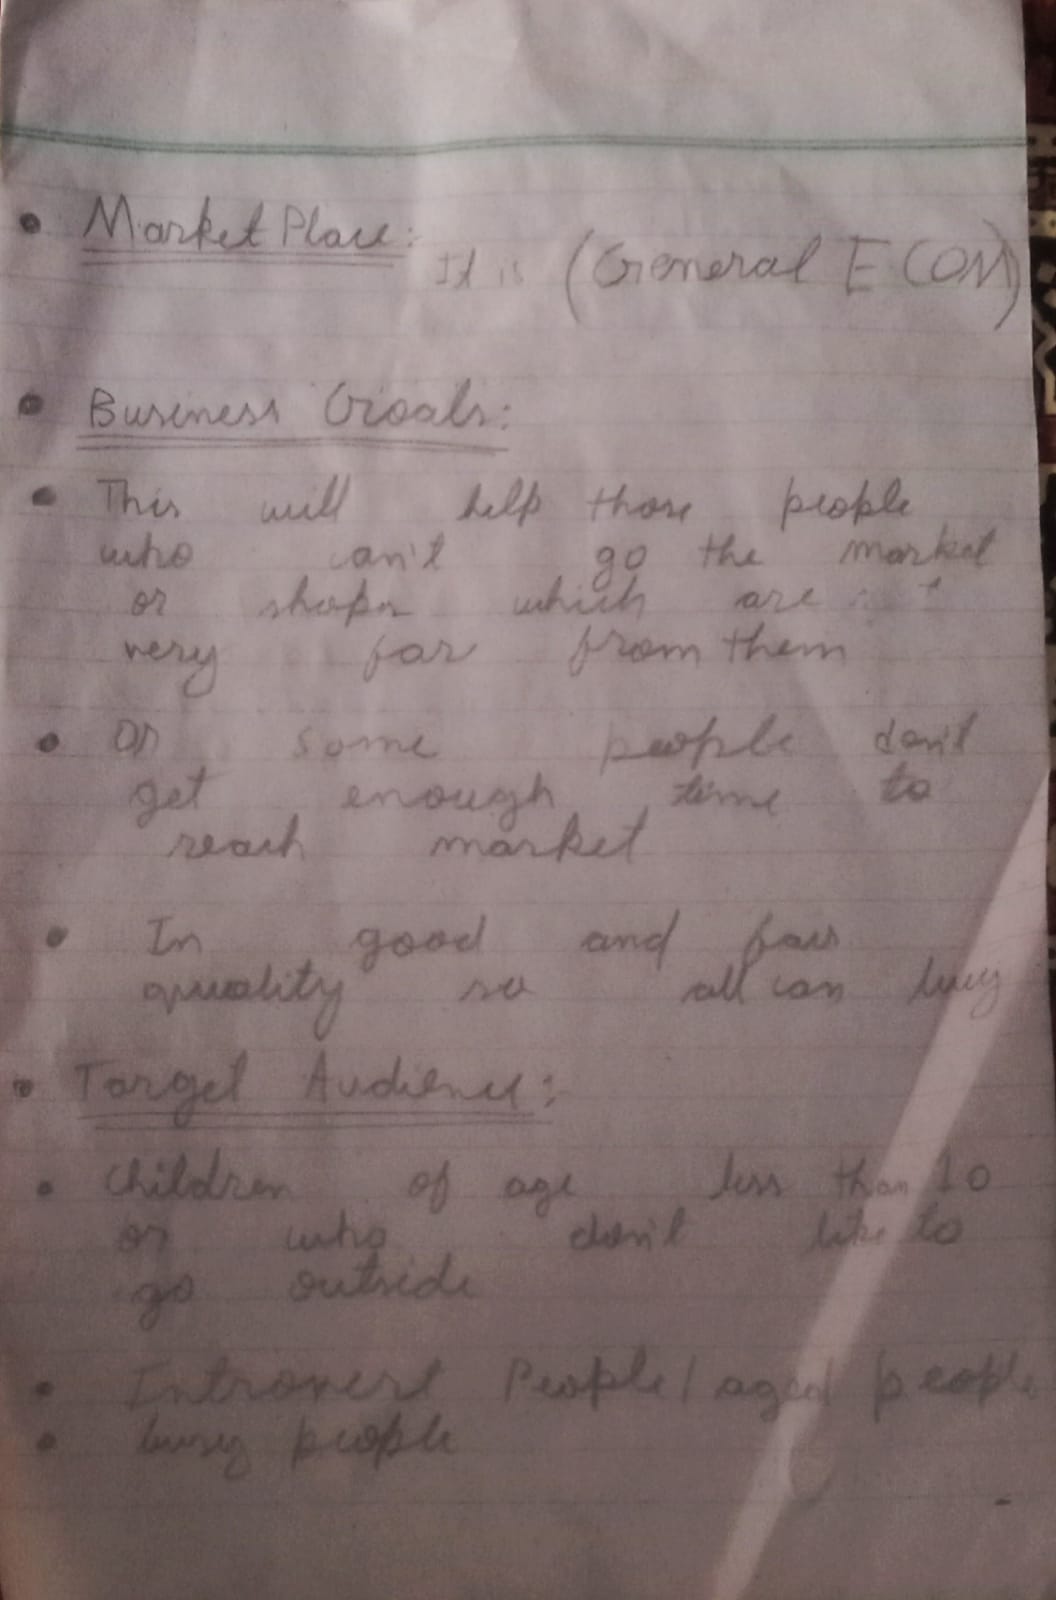 • Market Place:
It is (General E COM)
• Business Goals:
• This will help those people
who can't go the market
or shops which are
very far from them
• Or some people don't
get enough time to
reach market
• In good and fair
quality so all can buy
• Target Audience:
• Children of age less than 10
or who don't like to
go outside
• Introvert People / aged people
• busy people